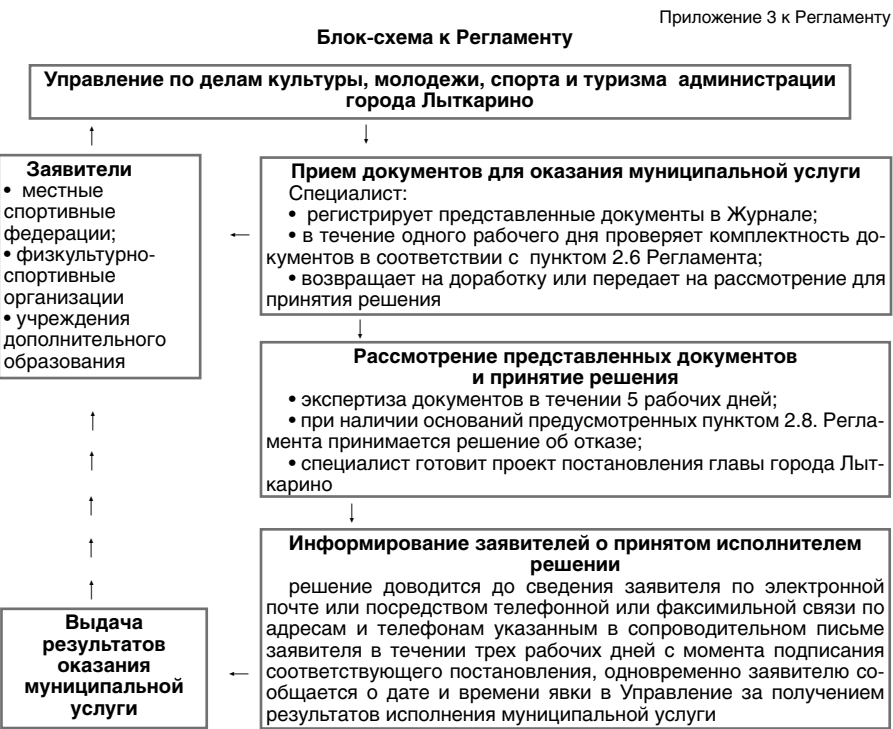 Приложение 3 к Регламенту
Блок-схема к Регламенту
Управление по делам культуры, молодежи, спорта и туризма администрации
города Лыткарино
Заявители
• местные
спортивные
федерации;
• физкультурно-
спортивные
организации
• учреждения
дополнительного
образования
Прием документов для оказания муниципальной услуги
Специалист:
• регистрирует представленные документы в Журнале;
• в течение одного рабочего дня проверяет комплектность до-
кументов в соответствии с пунктом 2.6 Регламента;
• возвращает на доработку или передает на рассмотрение для
принятия решения
Рассмотрение представленных документов
и принятие решения
• экспертиза документов в течении 5 рабочих дней;
• при наличии оснований предусмотренных пунктом 2.8. Регла-
мента принимается решение об отказе;
• специалист готовит проект постановления главы города Лыт-
карино
Информирование заявителей о принятом исполнителем
решении
решение доводится до сведения заявителя по электронной
почте или посредством телефонной или факсимильной связи по
адресам и телефонам указанным в сопроводительном письме
заявителя в течении трех рабочих дней с момента подписания
соответствующего постановления, одновременно заявителю со-
общается о дате и времени явки в Управление за получением
результатов исполнения муниципальной услуги
Выдача
результатов
оказания
муниципальной
услуги